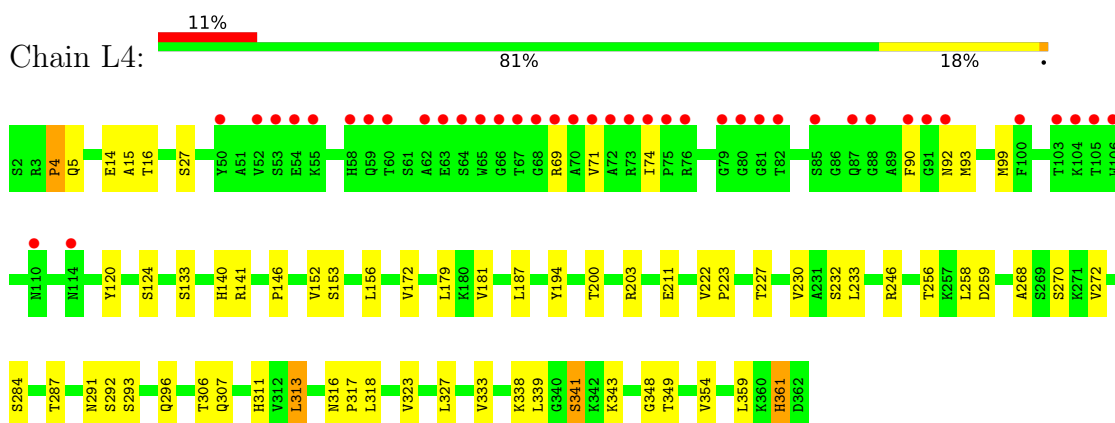 11%
Chain L4:
81% 18% •
S2 R3 P4 Q5 E14 A15 T16 S27 Y50 A51 V52 S53 E54 K55 H58 Q59 T60 S61 A62 E63 S64 W65 G66 T67 G68 R69 A70 V71 A72 R73 I74 P75 R76 G79 G80 G81 T82 S85 G86 Q87 G88 A89 F90 G91 N92 M93 M99 F100 T103 K104 T105
N110 N114 Y120 S124 S133 H140 R141 P146 V152 S153 L156 V172 L179 K180 V181 L187 Y194 T200 R203 E211 V222 P223 T227 V230 A231 S232 L233 R246 T256 K257 L258 D259 A268 S269 S270 K271 V272
S284 T287 N291 S292 S293 Q296 T306 Q307 H311 V312 L313 N316 P317 L318 V323 L327 V333 K338 L339 G340 S341 K342 K343 G348 T349 V354 L359 K360 H361 D362